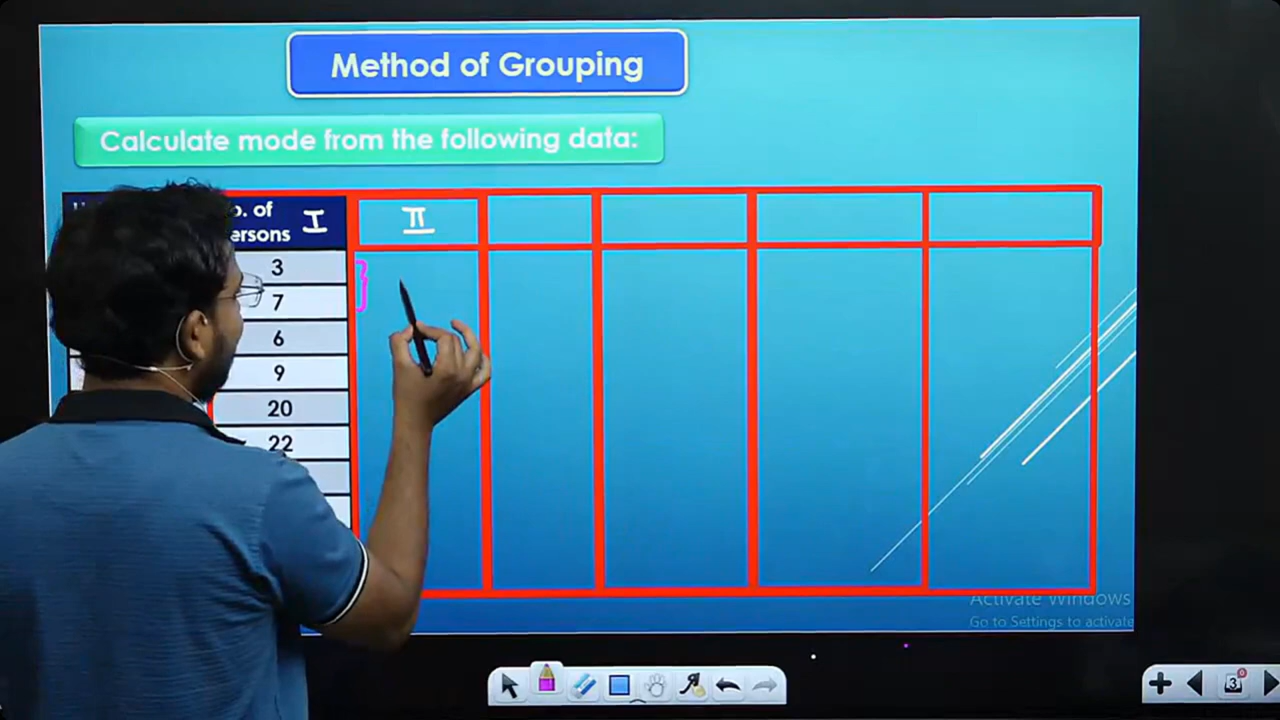 Method of Grouping
Calculate mode from the following data:
ersons I
II
3
7
6
9
20
22
Activate Windows
Go to Settings to activate
3